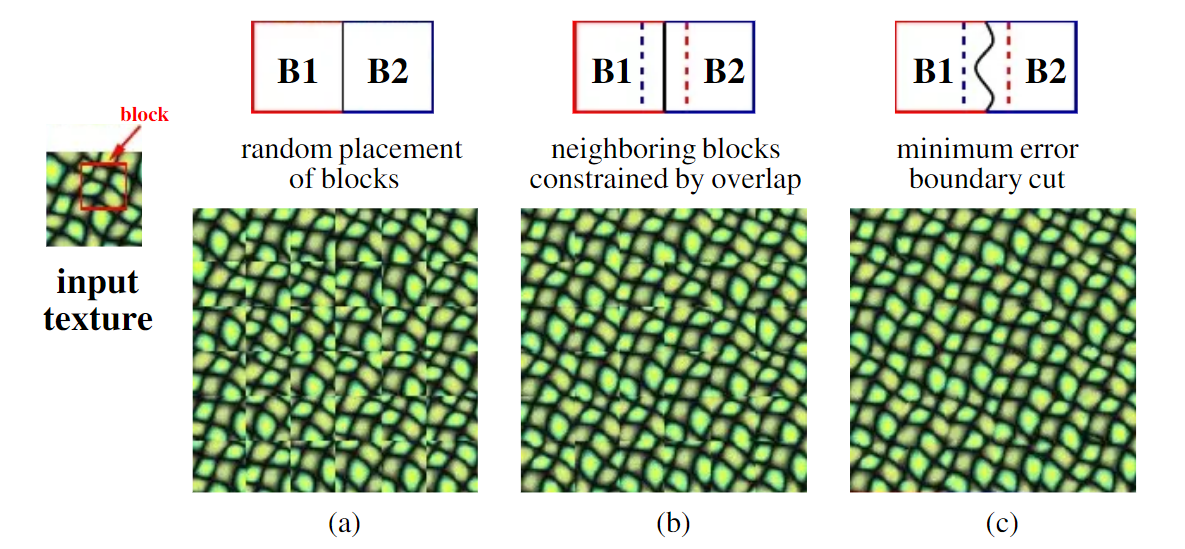 block
input
texture
B1 B2
random placement
of blocks
(a)
B1 B2
neighboring blocks
constrained by overlap
(b)
B1 B2
minimum error
boundary cut
(c)